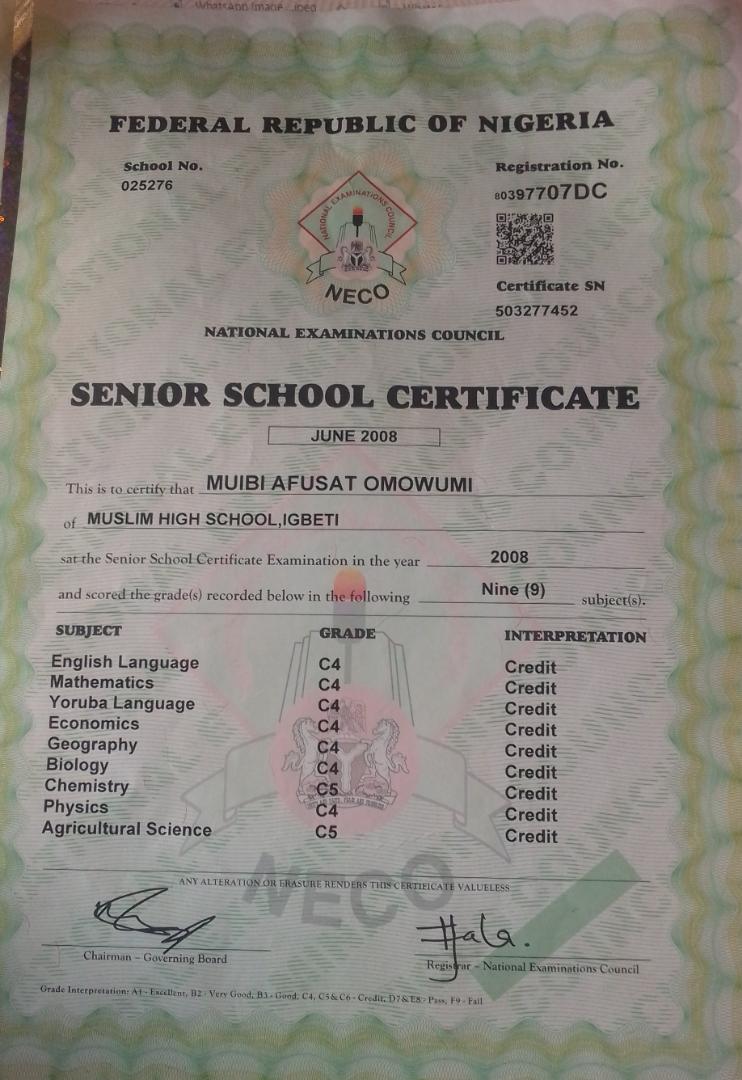 WhatsApp Image
FEDERAL REPUBLIC OF NIGERIA
School No.
025276
Registration No.
80397707DC
NATIONAL EXAMINATIONS COUNCIL
NECO
Certificate SN
503277452
NATIONAL EXAMINATIONS COUNCIL
SENIOR SCHOOL CERTIFICATE
JUNE 2008
This is to certify that MUIBI AFUSAT OMOWUMI
of MUSLIM HIGH SCHOOL,IGBETI
sat the Senior School Certificate Examination in the year 2008
and scored the grade(s) recorded below in the following Nine (9) subject(s).
SUBJECT GRADE INTERPRETATION
English Language C4 Credit
Mathematics C4 Credit
Yoruba Language C4 Credit
Economics C4 Credit
Geography C4 Credit
Biology C4 Credit
Chemistry C5 Credit
Physics C4 Credit
Agricultural Science C5 Credit
NECO
ANY ALTERATION OR ERASURE RENDERS THIS CERTIFICATE VALUELESS
Chairman – Governing Board
Registrar – National Examinations Council
Grade Interpretation: A1 - Excellent, B2 - Very Good, B3 - Good, C4, C5 & C6 - Credit, D7 & E8 - Pass, F9 - Fail